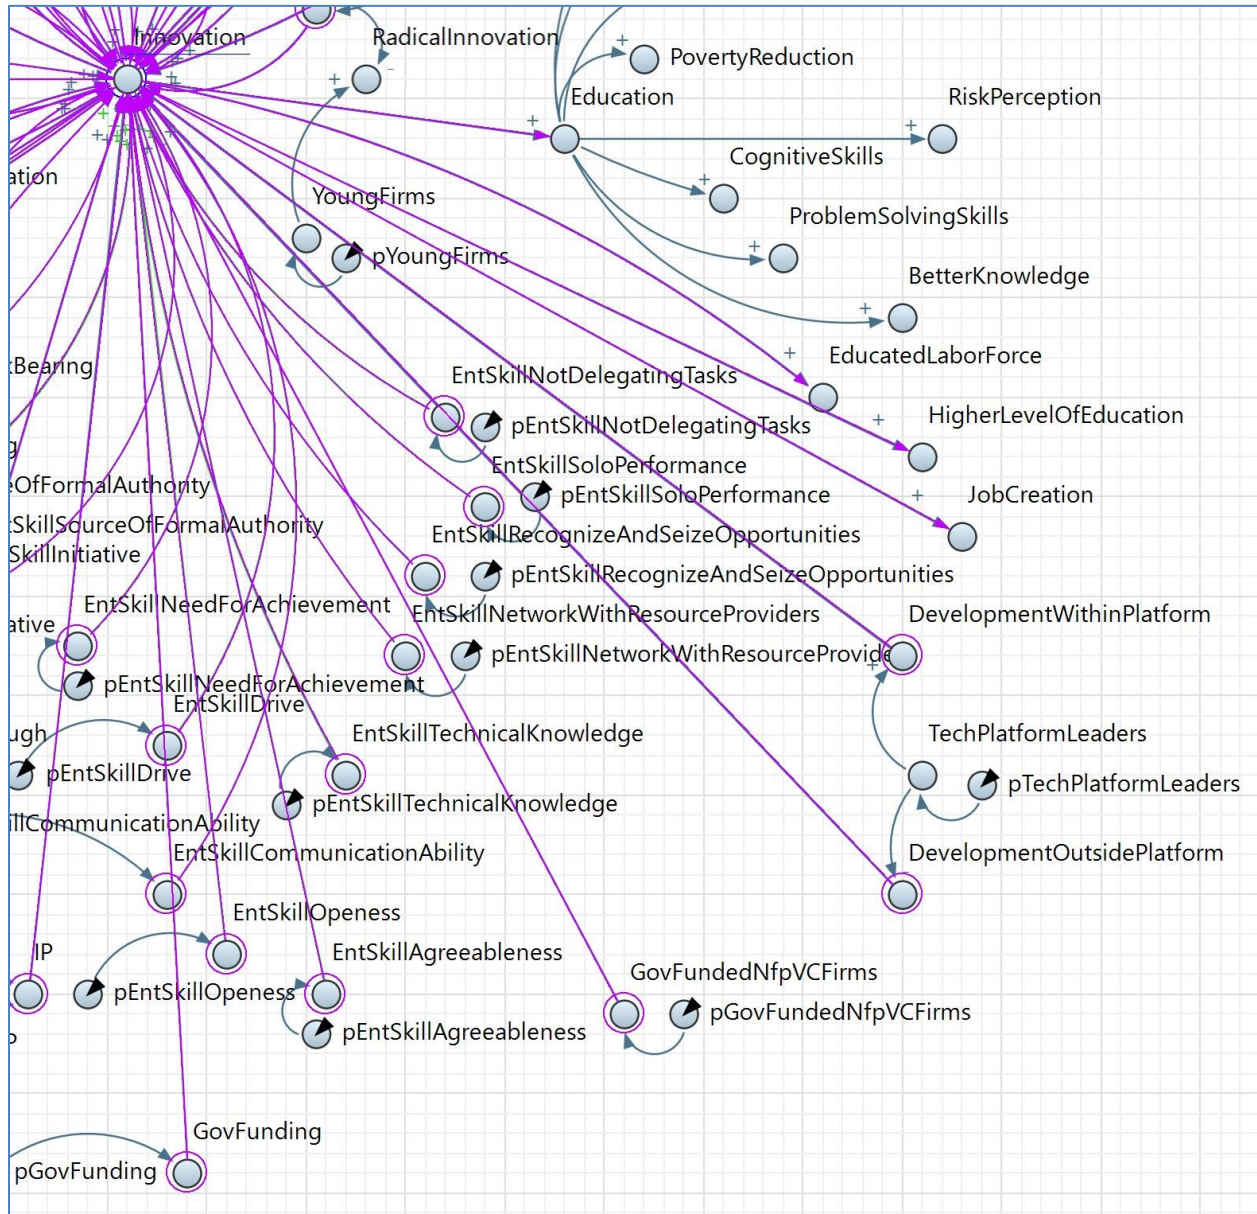 Innovation
RadicalInnovation
PovertyReduction
Education
RiskPerception
CognitiveSkills
ation
YoungFirms
ProblemSolvingSkills
pYoungFirms
BetterKnowledge
EducatedLaborForce
Bearing
EntSkillNotDelegatingTasks
HigherLevelOfEducation
pEntSkillNotDelegatingTasks
g
EntSkillSoloPerformance
eOfFormalAuthority
pEntSkillSoloPerformance
JobCreation
tSkillSourceOfFormalAuthority
EntSkillRecognizeAndSeizeOpportunities
SkillInitiative
pEntSkillRecognizeAndSeizeOpportunities
EntSkillNeedForAchievement
EntSkillNetworkWithResourceProviders
DevelopmentWithinPlatform
ative
pEntSkillNetworkWithResourceProvide
pEntSkillNeedForAchievement
EntSkillDrive
ugh
EntSkillTechnicalKnowledge
TechPlatformLeaders
pEntSkillDrive
pTechPlatformLeaders
pEntSkillTechnicalKnowledge
illCommunicationAbility
EntSkillCommunicationAbility
DevelopmentOutsidePlatform
EntSkillOpeness
IP
EntSkillAgreeableness
GovFundedNfpVCFirms
pEntSkillOpeness
pGovFundedNfpVCFirms
pEntSkillAgreeableness
GovFunding
pGovFunding